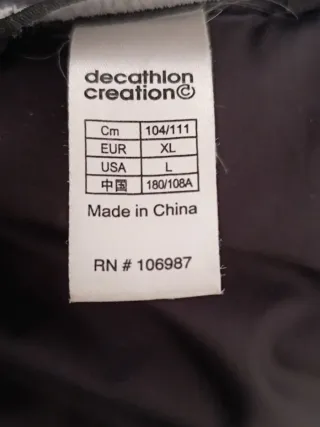 decathlon
creation©
Cm 104/111
EUR XL
USA L
中国 180/108A
Made in China
RN # 106987